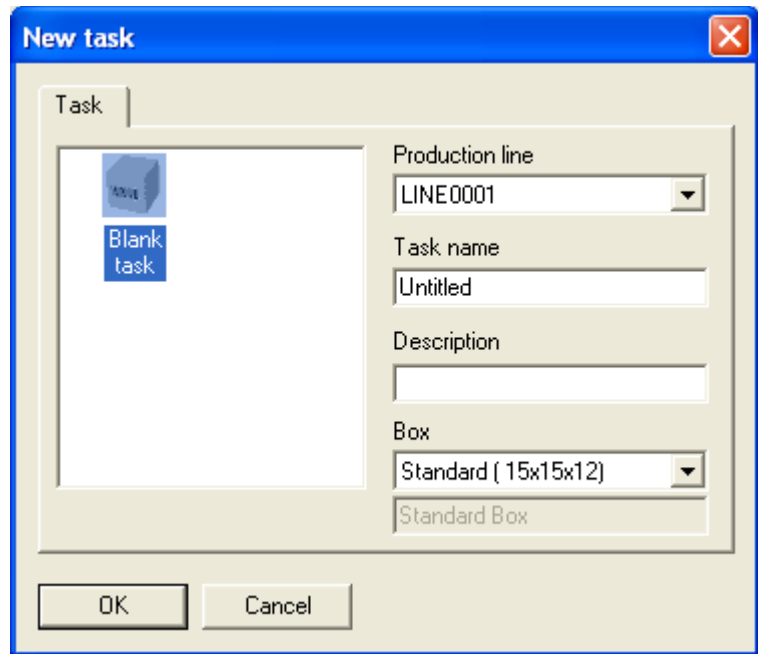 New task
Task
Blank
task
Production line
LINE0001
Task name
Untitled
Description
Box
Standard ( 15x15x12)
Standard Box
OK
Cancel